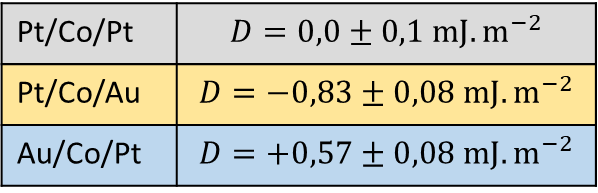 Pt/Co/Pt D = 0,0 ± 0,1 mJ. m⁻²
Pt/Co/Au D = −0,83 ± 0,08 mJ. m⁻²
Au/Co/Pt D = +0,57 ± 0,08 mJ. m⁻²